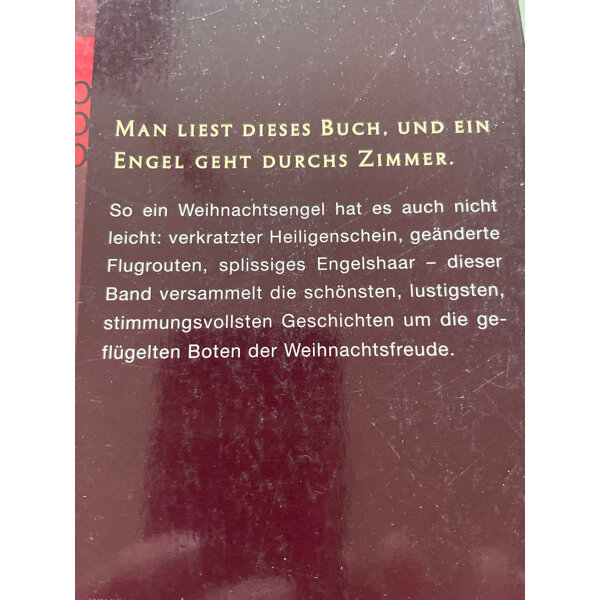 Man liest dieses Buch, und ein
Engel geht durchs Zimmer.
So ein Weihnachtsengel hat es auch nicht
leicht: verkratzter Heiligenschein, geänderte
Flugrouten, splissiges Engelshaar – dieser
Band versammelt die schönsten, lustigsten,
stimmungsvollsten Geschichten um die ge-
flügelten Boten der Weihnachtsfreude.